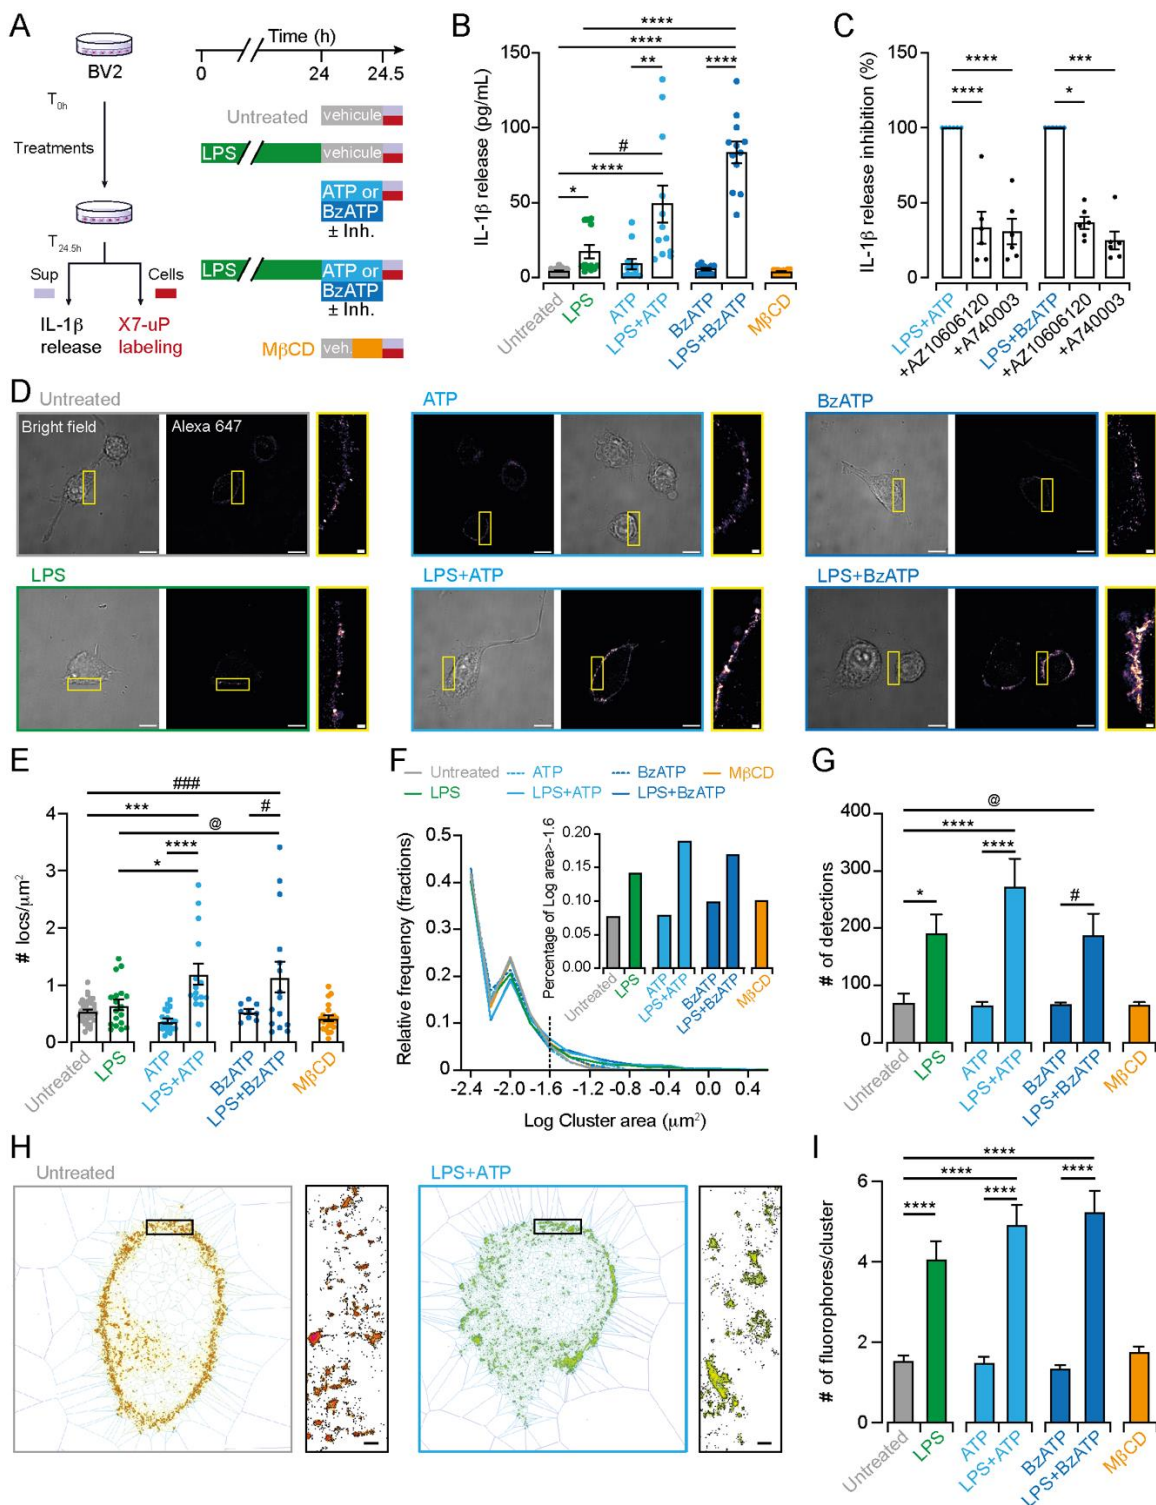 A
BV2
T0h
Treatments
T24.5h
Sup
Cells
IL-1β release
X7-uP labeling
Time (h)
0
24
24.5
Untreated
vehicule
LPS
vehicule
ATP or
BzATP
± Inh.
LPS
ATP or
BzATP
± Inh.
MβCD
veh.
B
IL-1β release (pg/mL)
150
100
50
0
****
****
**
****
#
****
*
Untreated
LPS
ATP
LPS+ATP
BzATP
LPS+BzATP
MβCD
C
IL-1β release inhibition (%)
150
100
50
0
****
****
***
*
LPS+ATP
+AZ10606120
+A740003
LPS+BzATP
+AZ10606120
+A740003
D
Untreated
Bright field
Alexa 647
ATP
BzATP
LPS
LPS+ATP
LPS+BzATP
E
# locs/μm2
4
3
2
1
0
###
***
#
@
****
*
Untreated
LPS
ATP
LPS+ATP
BzATP
LPS+BzATP
MβCD
F
Untreated
ATP
BzATP
MβCD
LPS
LPS+ATP
LPS+BzATP
Relative frequency (fractions)
0.5
0.4
0.3
0.2
0.1
0
-2.4
-2.0
-1.6
-1.2
-0.8
-0.4
0.0
0.4
Log Cluster area (μm2)
Percentage of Log area>-1.6
0.20
0.15
0.10
0.05
0.00
Untreated
LPS
ATP
LPS+ATP
BzATP
LPS+BzATP
MβCD
G
# of detections
400
300
200
100
0
@
****
****
*
#
Untreated
LPS
ATP
LPS+ATP
BzATP
LPS+BzATP
MβCD
H
Untreated
LPS+ATP
I
# of fluorophores/cluster
6
4
2
0
****
****
****
****
****
Untreated
LPS
ATP
LPS+ATP
BzATP
LPS+BzATP
MβCD